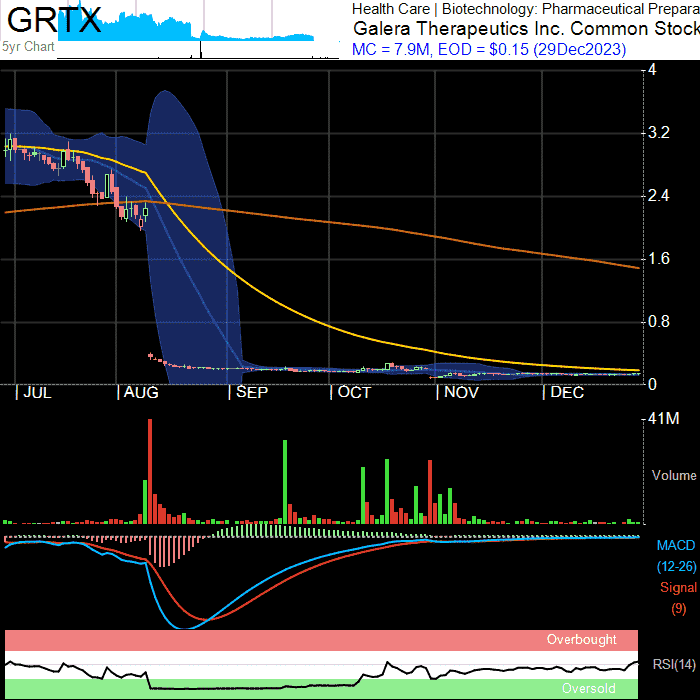 GRTX
5yr Chart
Health Care | Biotechnology: Pharmaceutical Prepara
Galera Therapeutics Inc. Common Stock
MC = 7.9M, EOD = $0.15 (29Dec2023)
4
3.2
2.4
1.6
0.8
0
JUL AUG SEP OCT NOV DEC
41M
Volume
MACD
(12-26)
Signal
(9)
Overbought
RSI(14)
Oversold